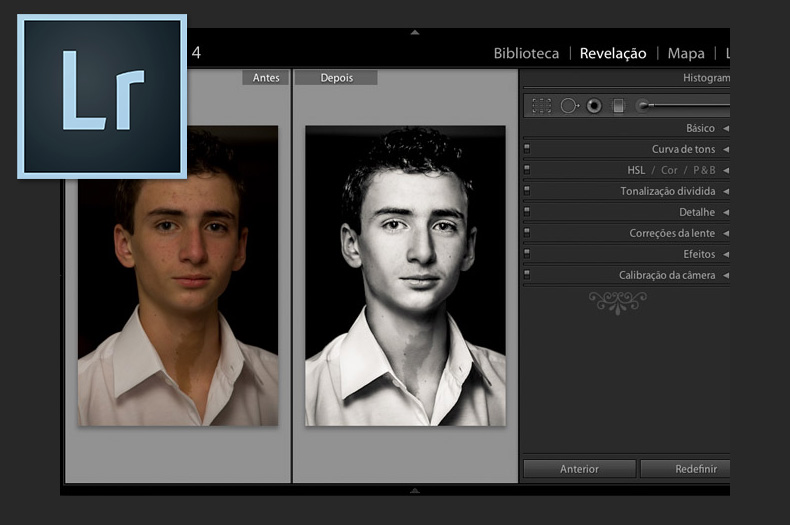 Lr
4
Biblioteca | Revelação | Mapa |
Antes
Depois
Histogram
Básico
Curva de tons
HSL / Cor / P&B
Tonalização dividida
Detalhe
Correções da lente
Efeitos
Calibração da câmera
Anterior
Redefinir